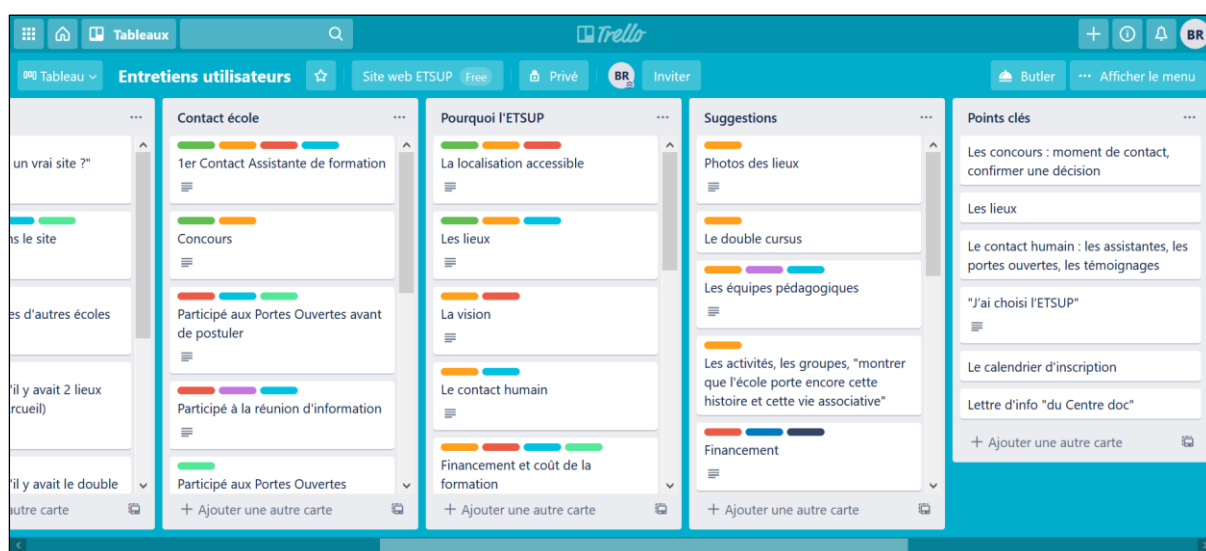 Tableaux
Trello
BR
Tableau
Entretiens utilisateurs
Site web ETSUP Free
Privé
BR
Inviter
Butler
... Afficher le menu
...
un vrai site ?"
ns le site
es d'autres écoles
'il y avait 2 lieux
rcueil)
'il y avait le double
autre carte
Contact école
...
1er Contact Assistante de formation
Concours
Participé aux Portes Ouvertes avant
de postuler
Participé à la réunion d'information
Participé aux Portes Ouvertes
+ Ajouter une autre carte
Pourquoi l'ETSUP
...
La localisation accessible
Les lieux
La vision
Le contact humain
Financement et coût de la
formation
+ Ajouter une autre carte
Suggestions
...
Photos des lieux
Le double cursus
Les équipes pédagogiques
Les activités, les groupes, "montrer
que l'école porte encore cette
histoire et cette vie associative"
Financement
+ Ajouter une autre carte
Points clés
...
Les concours : moment de contact,
confirmer une décision
Les lieux
Le contact humain : les assistantes, les
portes ouvertes, les témoignages
"J'ai choisi l'ETSUP"
Le calendrier d'inscription
Lettre d'info "du Centre doc"
+ Ajouter une autre carte